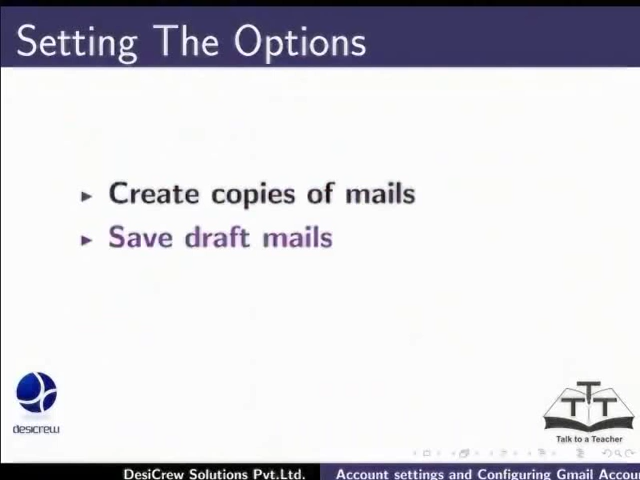 Setting The Options
Create copies of mails
Save draft mails
desicrew
TTT
Talk to a Teacher
DesiCrew Solutions Pvt.Ltd.
Account settings and Configuring Gmail Accou